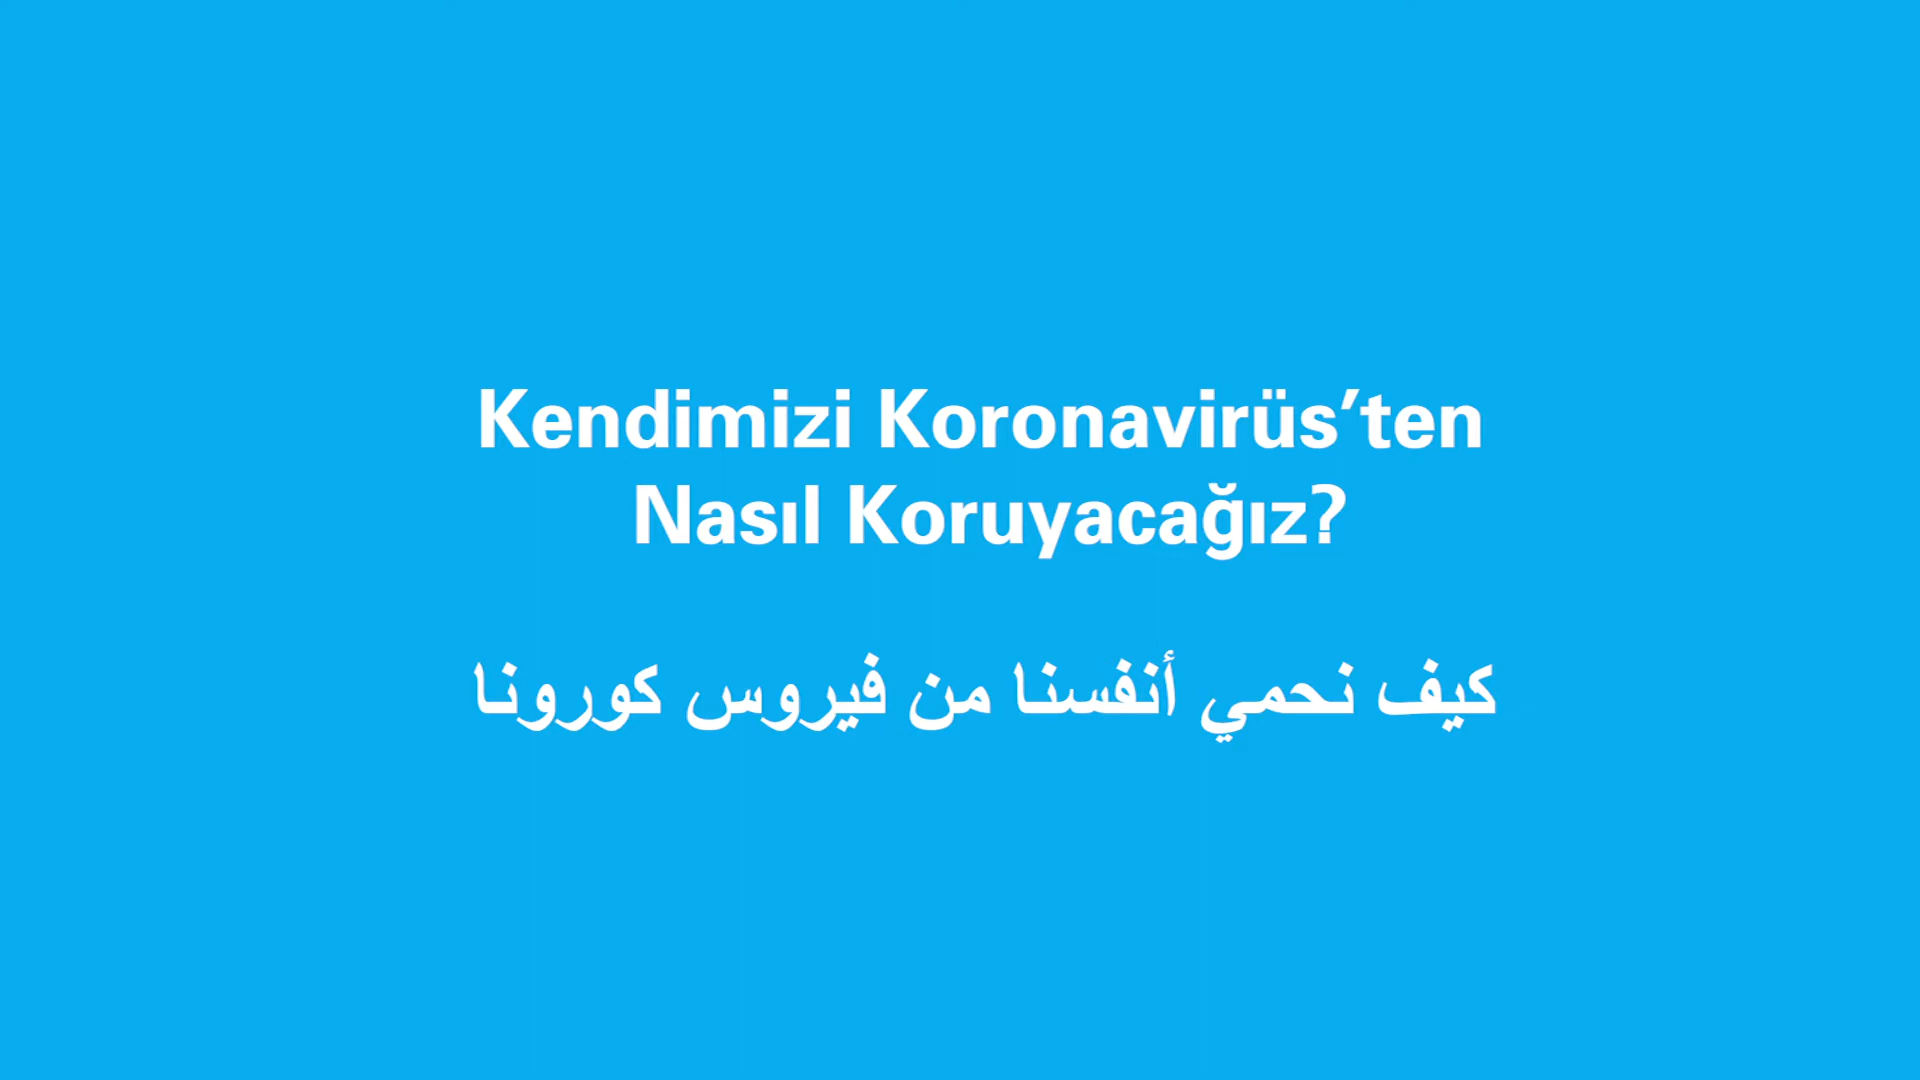 Kendimizi Koronavirüs’ten
Nasıl Koruyacağız?
كيف نحمي أنفسنا من فيروس كورونا